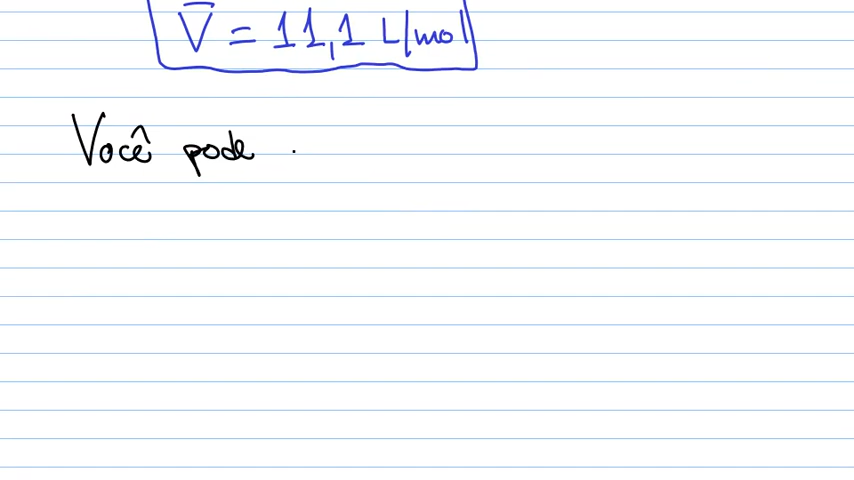 V̅ = 11,1 L/mol
Você pode